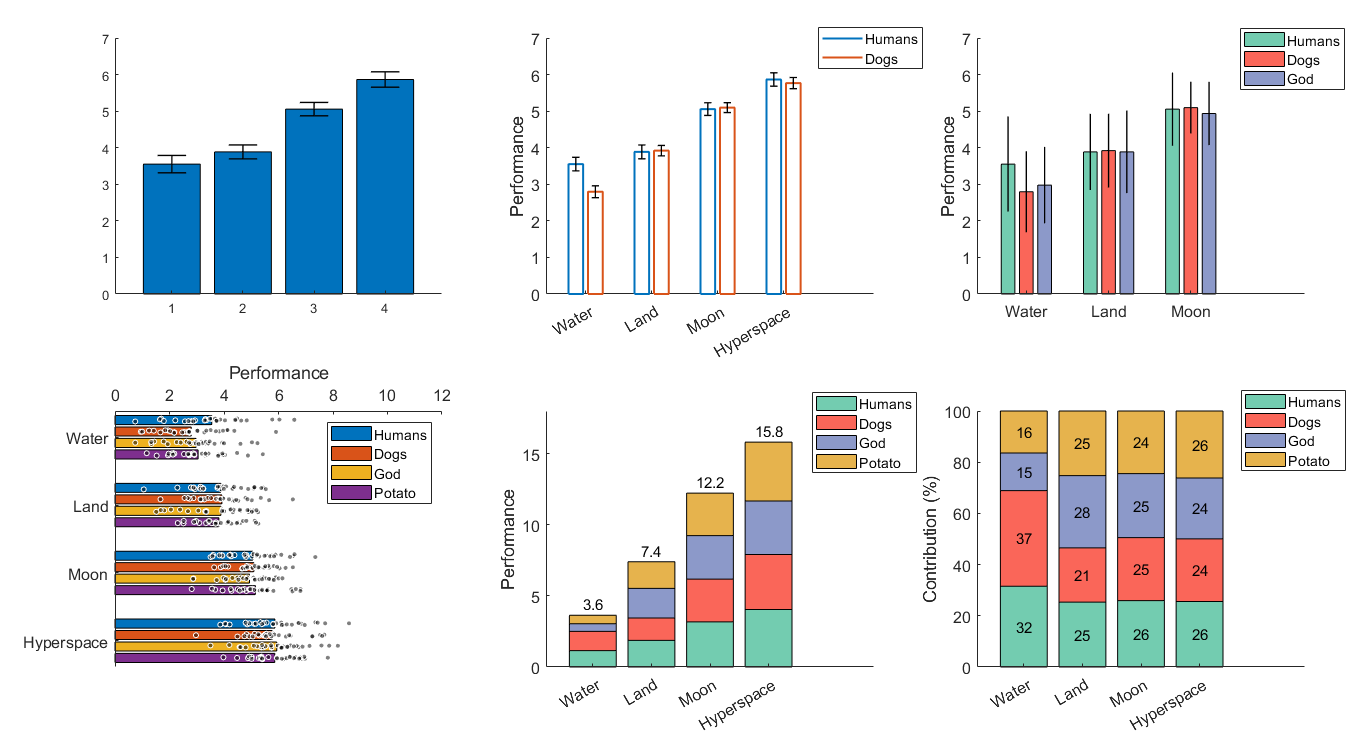 7
6
5
4
3
2
1
0
1 2 3 4
Performance
7
6
5
4
3
2
1
0
Water Land Moon Hyperspace
Humans
Dogs
Performance
7
6
5
4
3
2
1
0
Water Land Moon
Humans
Dogs
God
Performance
0 2 4 6 8 10 12
Water
Land
Moon
Hyperspace
Humans
Dogs
God
Potato
Performance
15
10
5
0
3.6
7.4
12.2
15.8
Water Land Moon Hyperspace
Humans
Dogs
God
Potato
Contribution (%)
100
80
60
40
20
0
16 25 24 26
15 28 25 24
37 21 25 24
32 25 26 26
Water Land Moon Hyperspace
Humans
Dogs
God
Potato